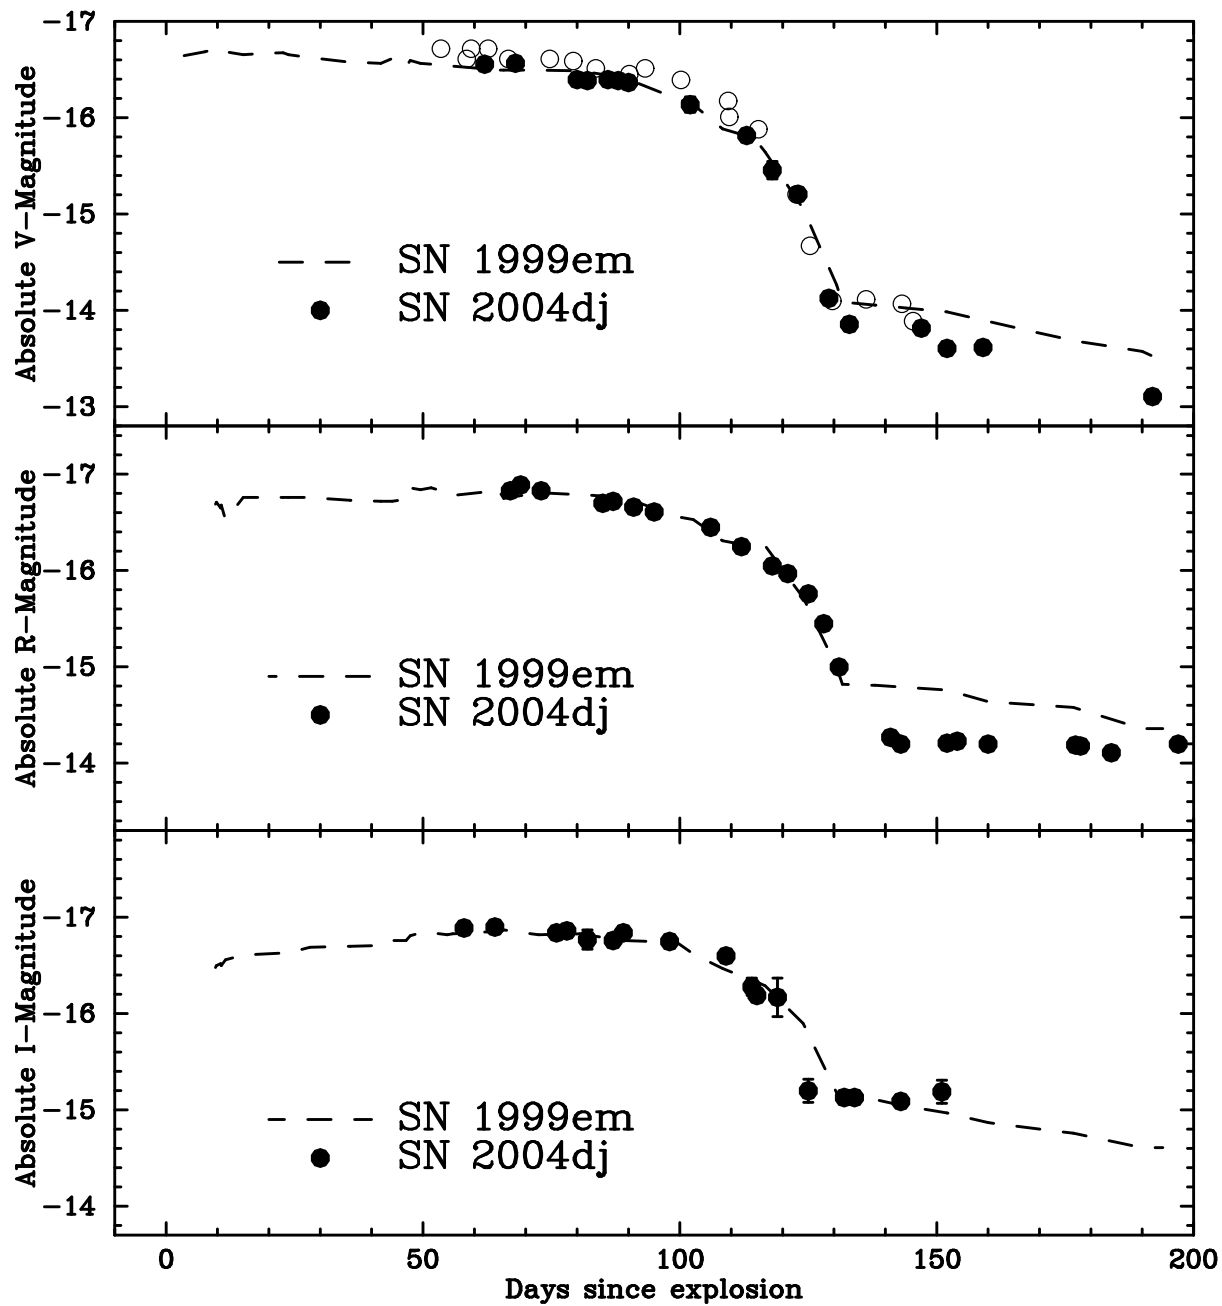 Absolute V-Magnitude
-17
-16
-15
-14
-13
SN 1999em
SN 2004dj
Absolute R-Magnitude
-17
-16
-15
-14
SN 1999em
SN 2004dj
Absolute I-Magnitude
-17
-16
-15
-14
SN 1999em
SN 2004dj
0 50 100 150 200
Days since explosion